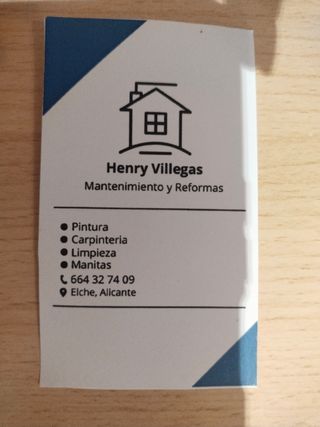 Henry Villegas
Mantenimiento y Reformas
Pintura
Carpinteria
Limpieza
Manitas
664 32 74 09
Elche, Alicante